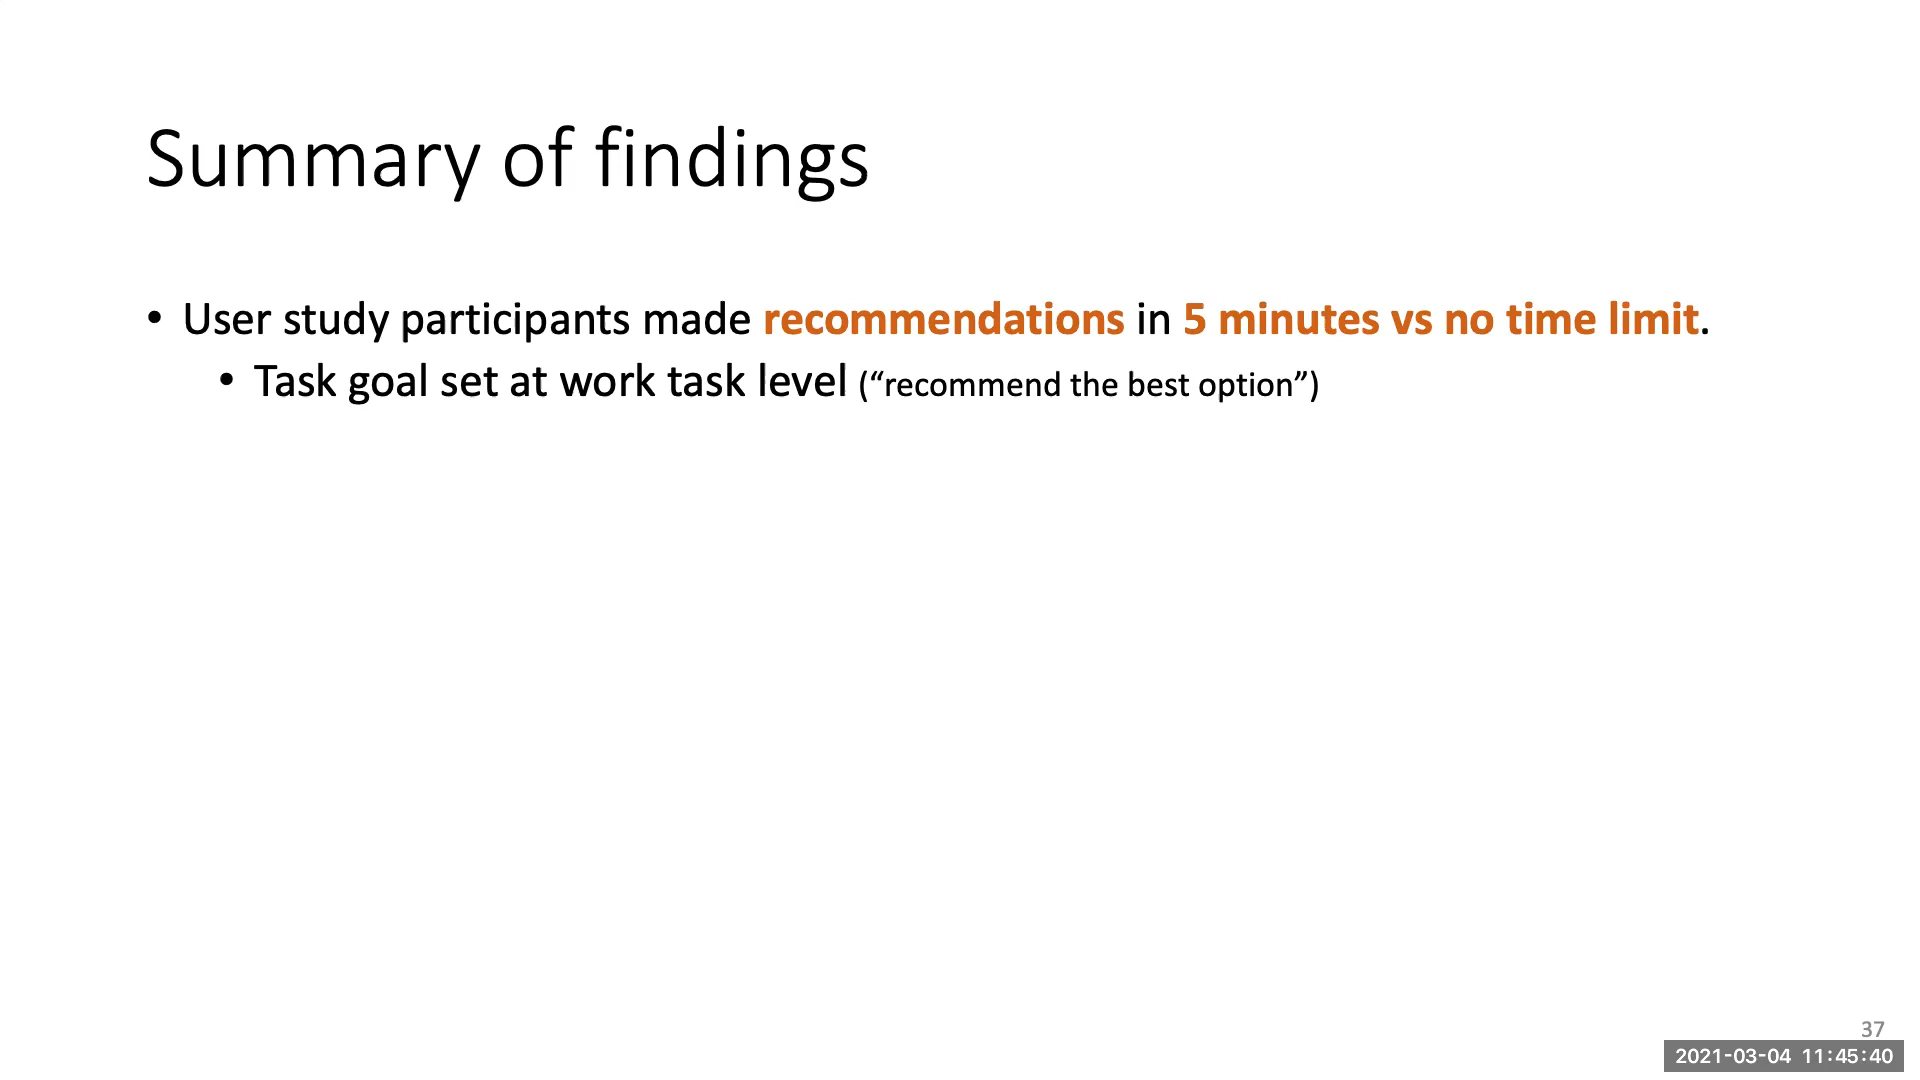 Summary of findings
• User study participants made recommendations in 5 minutes vs no time limit.
• Task goal set at work task level (“recommend the best option”)
37
2021-03-04 11:45:40